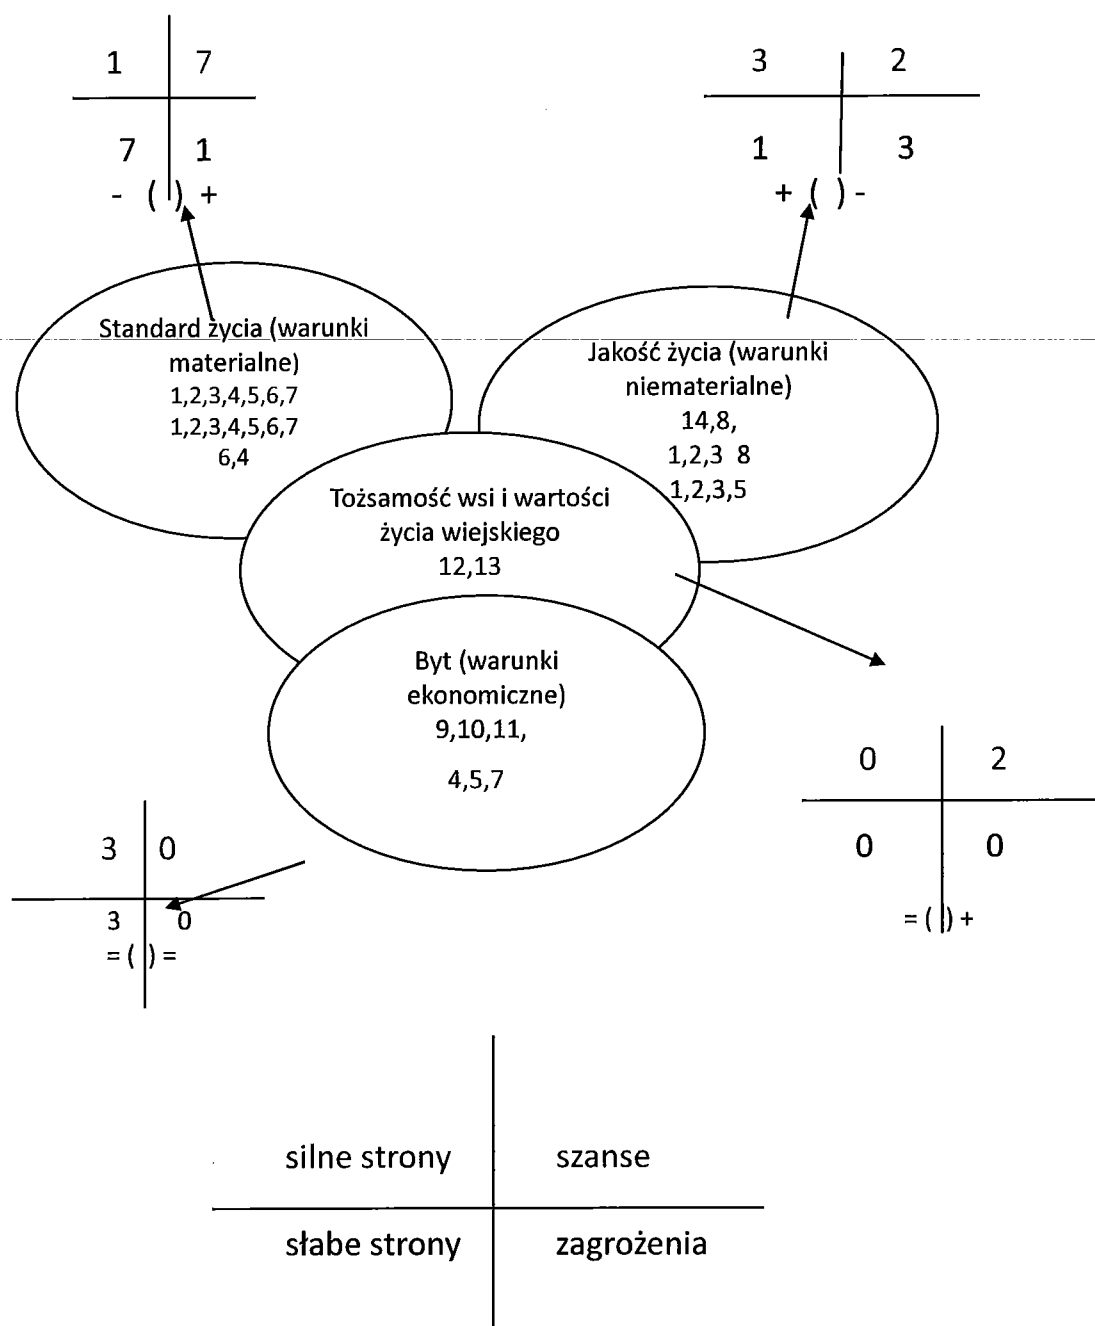 1 7
7 1
- ( ) +
3 2
1 3
+ ( ) -
Standard życia (warunki
materialne)
1,2,3,4,5,6,7
1,2,3,4,5,6,7
6,4
Jakość życia (warunki
niematerialne)
14,8,
1,2,3 8
1,2,3,5
Tożsamość wsi i wartości
życia wiejskiego
12,13
Byt (warunki
ekonomiczne)
9,10,11,
4,5,7
0 2
0 0
= ( ) +
3 0
3 0
= ( ) =
silne strony szanse
słabe strony zagrożenia